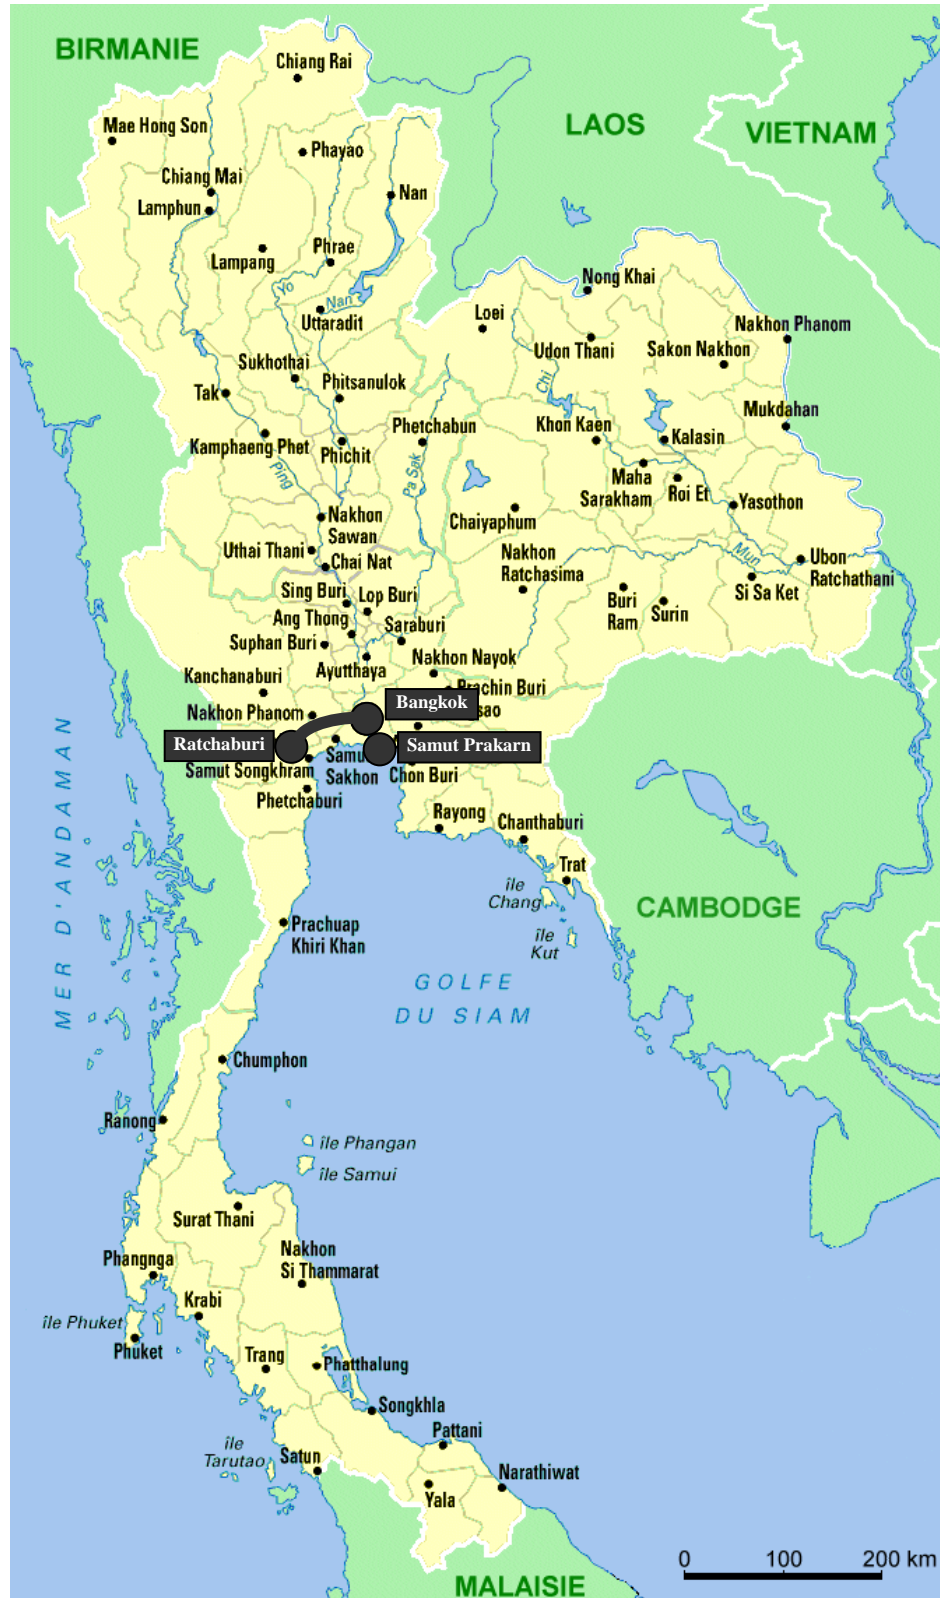 BIRMANIE
Chiang Rai
LAOS
VIETNAM
Mae Hong Son
Phayao
Chiang Mai
Nan
Lamphun
Phrae
Lampang
Yo
Nan
Uttaradit
Nong Khai
Loei
Nakhon Phanom
Udon Thani
Sakon Nakhon
Sukhothai
Phitsanulok
Tak
Chi
Mukdahan
Phetchabun
Khon Kaen
Kalasin
Kamphaeng Phet
Phichit
Ping
Pa Sak
Maha
Sarakham
Roi Et
Yasothon
Nakhon
Sawan
Chaiyaphum
Uthai Thani
Chai Nat
Nakhon
Ratchasima
Mun
Ubon
Ratchathani
Sing Buri
Lop Buri
Si Sa Ket
Buri
Ram
Surin
Ang Thong
Saraburi
Suphan Buri
Ayutthaya
Nakhon Nayok
Kanchanaburi
Prachin Buri
Bangkok
sao
Nakhon Phanom
Ratchaburi
Samut Prakarn
Samu
Sakhon
Samut Songkhram
Chon Buri
Phetchaburi
Rayong
Chanthaburi
Trat
île
Chang
CAMBODGE
île
Kut
MER D'ANDAMAN
Prachuap
Khiri Khan
GOLFE
DU SIAM
Chumphon
Ranong
île Phangan
île Samui
Surat Thani
Nakhon
Si Thammarat
Phangnga
Krabi
île Phuket
Phuket
Trang
Phatthalung
Songkhla
Pattani
île
Tarutao
Satun
Narathiwat
Yala
0 100 200 km
MALAISIE